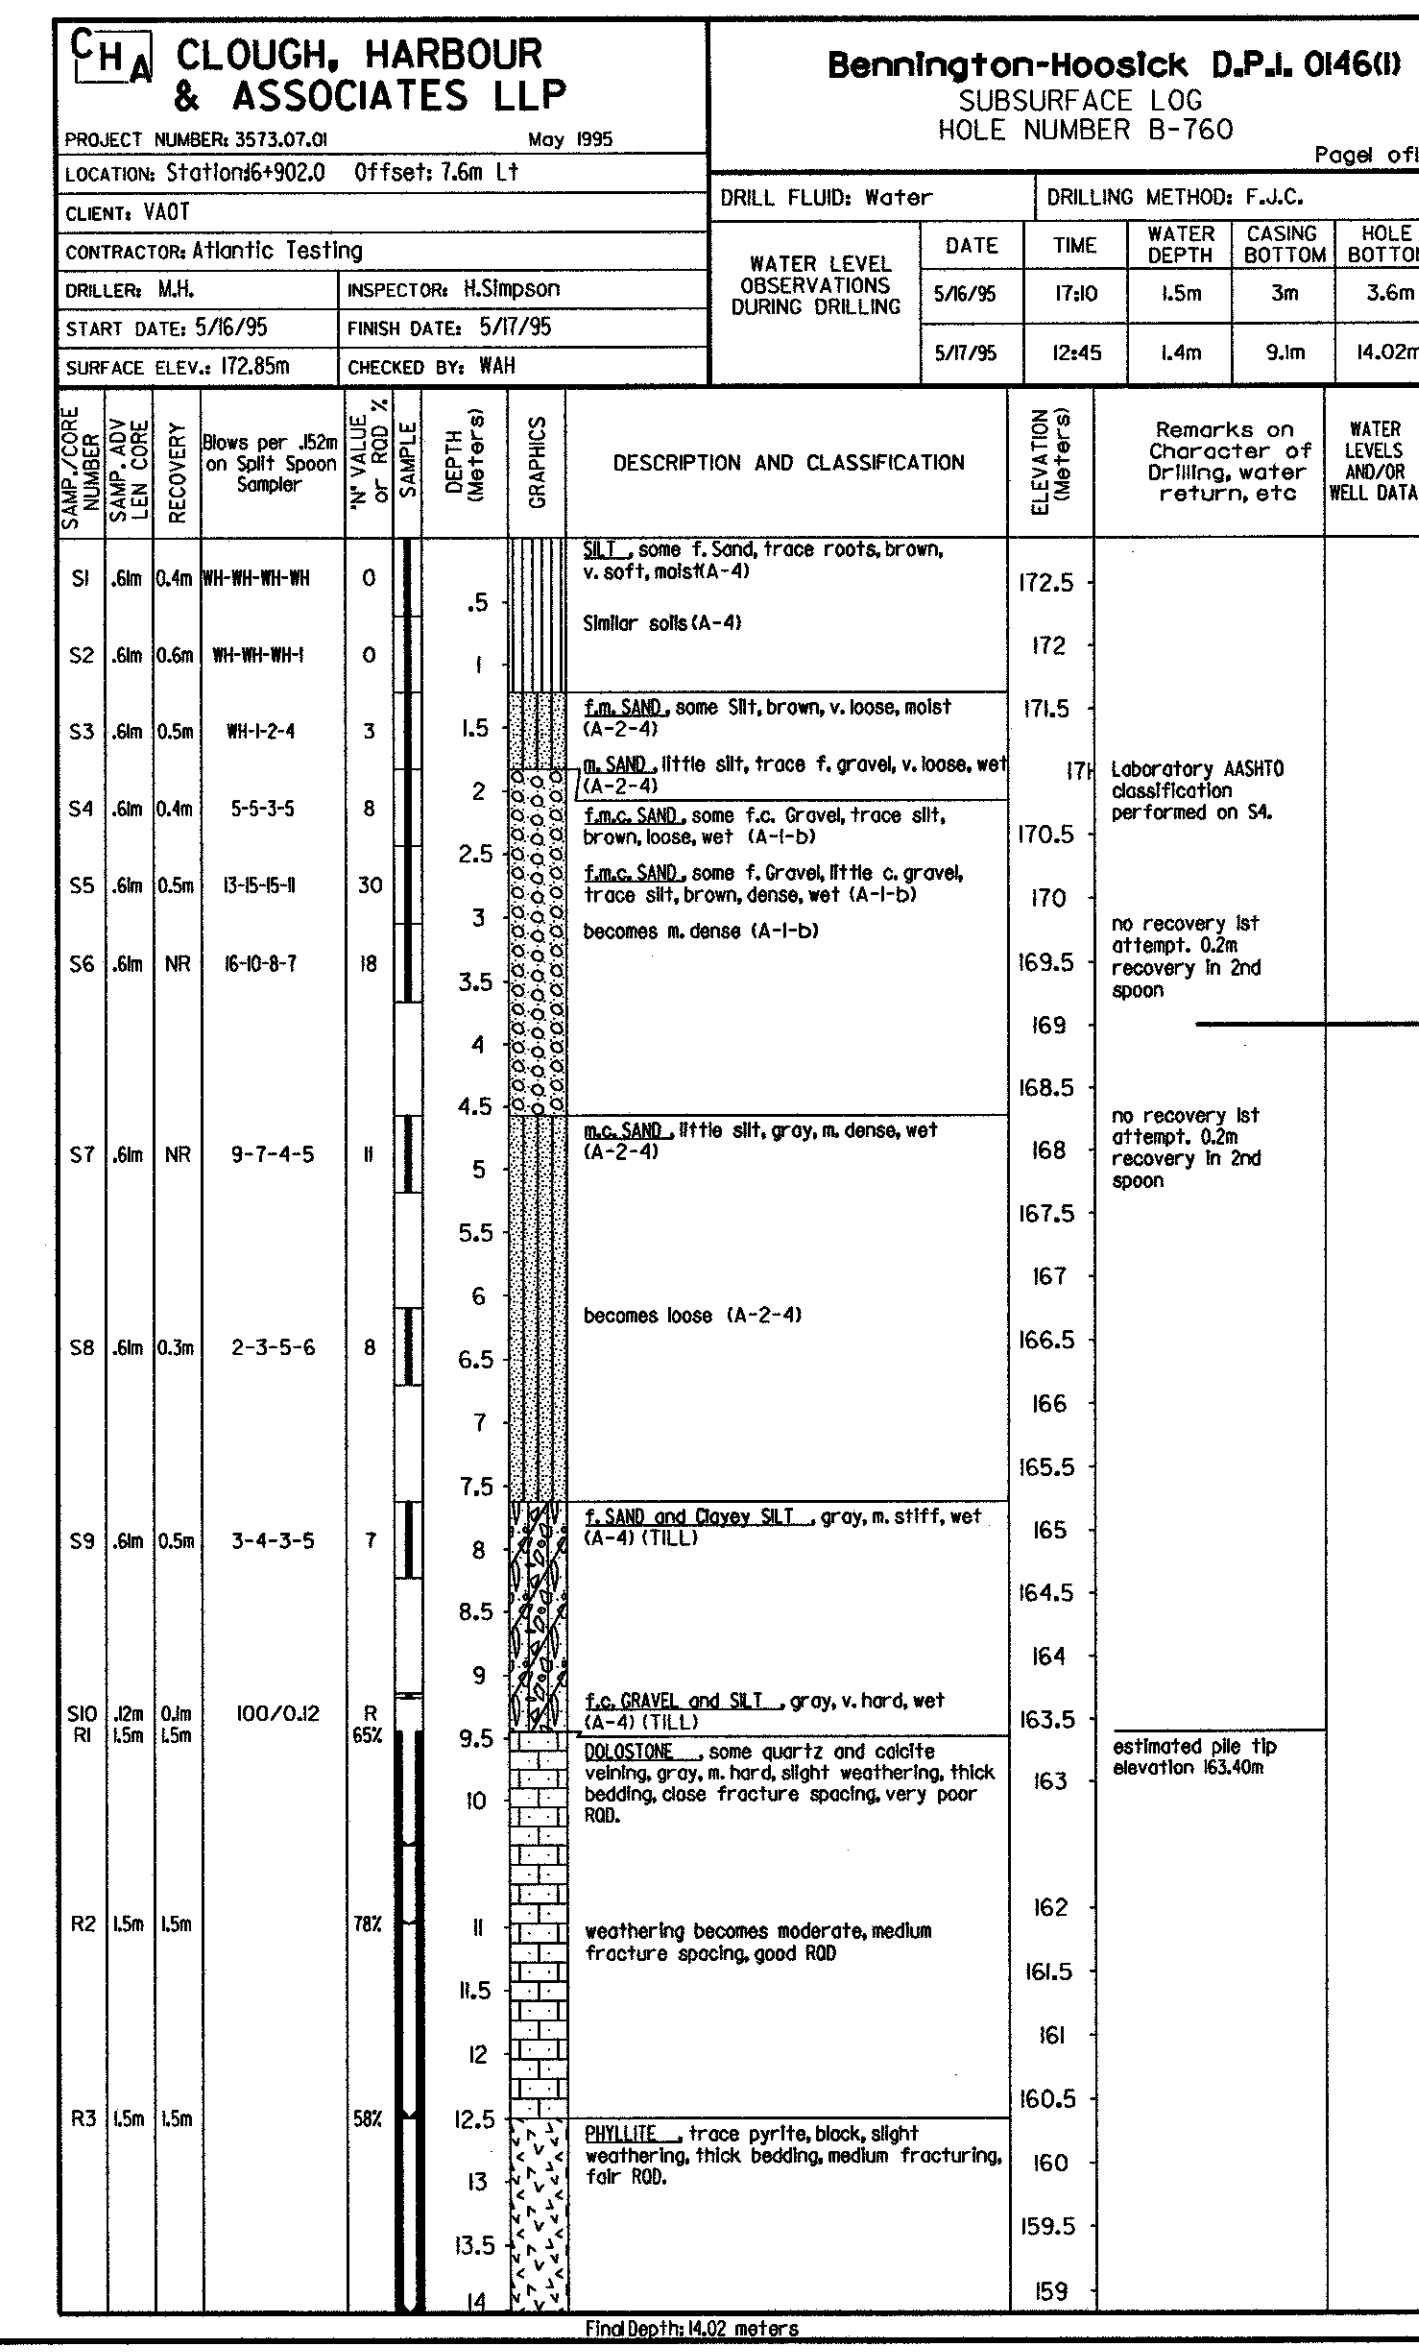 CHA CLOUGH, HARBOUR
& ASSOCIATES LLP
PROJECT NUMBER: 3573.07.01 May 1995
LOCATION: Station:16+902.0 Offset: 7.6m Lt
CLIENT: VAOT
CONTRACTOR: Atlantic Testing
DRILLER: M.H. INSPECTOR: H.Simpson
START DATE: 5/16/95 FINISH DATE: 5/17/95
SURFACE ELEV.: 172.85m CHECKED BY: WAH
Bennington-Hoosick D.P.I. 0146(1)
SUBSURFACE LOG
HOLE NUMBER B-760
Page1 of1
DRILL FLUID: Water DRILLING METHOD: F.J.C.
WATER LEVEL
OBSERVATIONS
DURING DRILLING
DATE TIME WATER DEPTH CASING BOTTOM HOLE BOTTOM
5/16/95 17:10 1.5m 3m 3.6m
5/17/95 12:45 1.4m 9.1m 14.02m
SAMP./CORE NUMBER
SAMP. ADV LEN CORE
RECOVERY
Blows per .152m
on Split Spoon
Sampler
"N" VALUE or RQD %
SAMPLE
DEPTH (Meters)
GRAPHICS
DESCRIPTION AND CLASSIFICATION
ELEVATION (Meters)
Remarks on
Character of
Drilling, water
return, etc
WATER
LEVELS
AND/OR
WELL DATA
SILT , some f. Sand, trace roots, brown,
v. soft, moist(A-4)
S1 .61m 0.4m WH-WH-WH-WH 0
172.5
.5
Similar soils (A-4)
172
S2 .61m 0.6m WH-WH-WH-1 0
1
f.m. SAND , some Silt, brown, v. loose, moist
(A-2-4)
171.5
S3 .61m 0.5m WH-1-2-4 3
1.5
m. SAND , little silt, trace f. gravel, v. loose, wet
(A-2-4)
171
Laboratory AASHTO
classification
performed on S4.
2
S4 .61m 0.4m 5-5-3-5 8
f.m.c. SAND , some f.c. Gravel, trace silt,
brown, loose, wet (A-1-b)
170.5
2.5
f.m.c. SAND , some f. Gravel, little c. gravel,
trace silt, brown, dense, wet (A-1-b)
S5 .61m 0.5m 13-15-15-11 30
170
3
becomes m. dense (A-1-b)
no recovery 1st
attempt. 0.2m
recovery in 2nd
spoon
S6 .61m NR 16-10-8-7 18
169.5
3.5
169
4
168.5
4.5
m.c. SAND , little silt, gray, m. dense, wet
(A-2-4)
no recovery 1st
attempt. 0.2m
recovery in 2nd
spoon
S7 .61m NR 9-7-4-5 11
168
5
167.5
5.5
167
6
becomes loose (A-2-4)
166.5
S8 .61m 0.3m 2-3-5-6 8
6.5
166
7
165.5
7.5
f. SAND and Clayey SILT , gray, m. stiff, wet
(A-4) (TILL)
165
S9 .61m 0.5m 3-4-3-5 7
8
164.5
8.5
164
9
f.c. GRAVEL and SILT , gray, v. hard, wet
(A-4) (TILL)
S10 .12m 0.1m 100/0.12 R
163.5
R1 1.5m 1.5m 65%
9.5
DOLOSTONE , some quartz and calcite
veining, gray, m. hard, slight weathering, thick
bedding, close fracture spacing, very poor
RQD.
estimated pile tip
elevation 163.40m
163
10
162
R2 1.5m 1.5m 78%
11
weathering becomes moderate, medium
fracture spacing, good RQD
161.5
11.5
161
12
160.5
R3 1.5m 1.5m 58%
12.5
PHYLLITE , trace pyrite, black, slight
weathering, thick bedding, medium fracturing,
fair RQD.
160
13
159.5
13.5
159
14
Final Depth: 14.02 meters